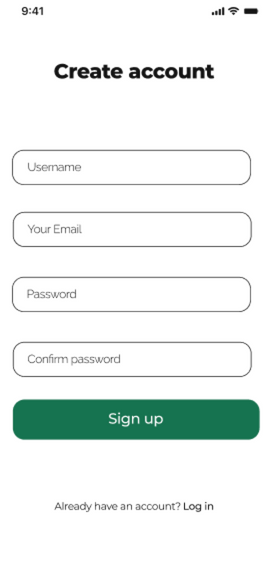 9:41
Create account
Username
Your Email
Password
Confirm password
Sign up
Already have an account? Log in